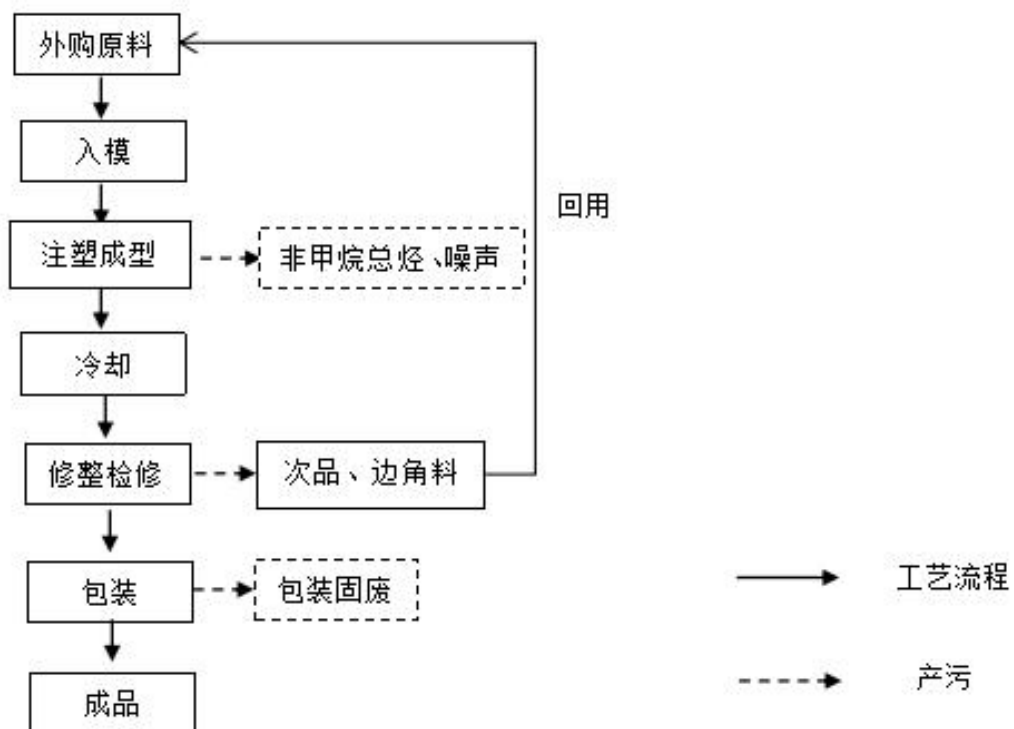 外购原料
入模
回用
注塑成型
非甲烷总烃、噪声
冷却
修整检修
次品、边角料
包装
包装固废
工艺流程
成品
产污